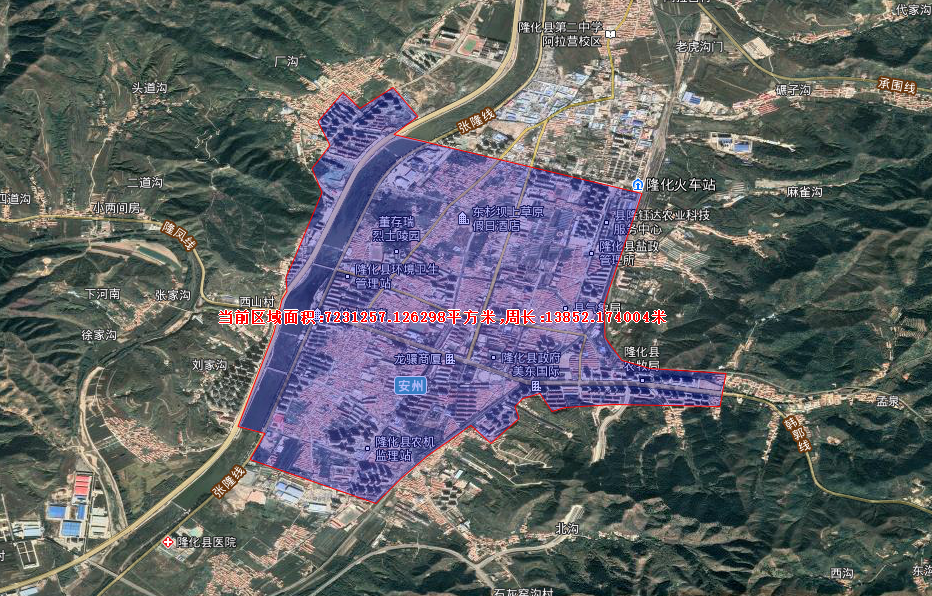 代家沟
隆化县第二中学
阿拉营校区
老虎沟门
厂沟
头道沟
碾子沟
承围线
张隆线
二道沟
隆化火车站
麻雀沟
四道沟
小两间房
董存瑞
烈士陵园
东杉坝上草原
假日酒店
县隆钰达农业科技
服务中心
隆凤线
隆化县盐政
管理所
隆化县环境卫生
管理站
下河南
张家沟
西山村
当前区域面积:7231257.126298平方米,周长:13852.174004米
徐家沟
龙骧商厦
隆化县政府
美东国际
隆化县
农牧局
刘家沟
安州
孟泉
韩郭线
隆化县农机
监理站
张隆线
隆化县医院
北沟
村
西沟
东沟
石灰窑沟村